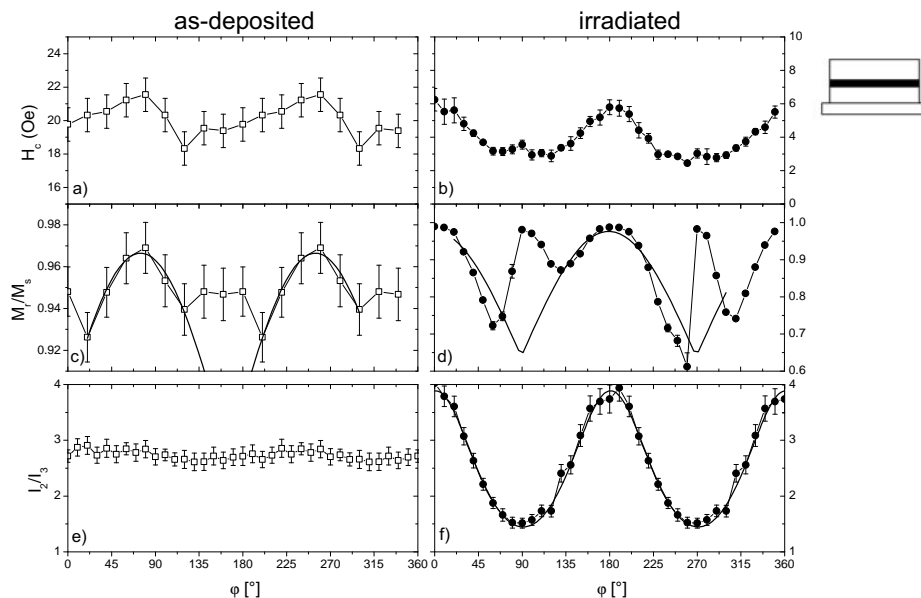 as-deposited irradiated
24
22
20
18
16
H_c (Oe)
a)
10
8
6
4
2
0
b)
0.98
0.96
0.94
0.92
M_r/M_s
c)
1.0
0.9
0.8
0.7
0.6
d)
4
3
2
1
I_2/I_3
e)
4
3
2
1
f)
0 45 90 135 180 225 270 315 360
0 45 90 135 180 225 270 315 360
φ [°] φ [°]